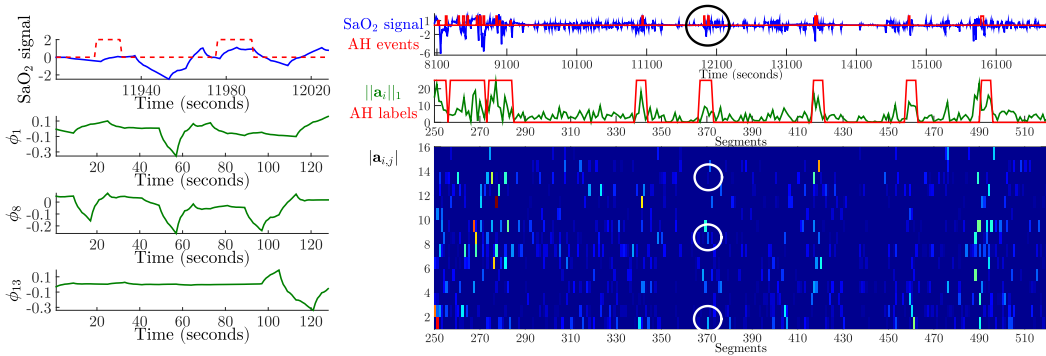 SaO2 signal
2
0
-2
11940 11980 12020
Time (seconds)
ϕ1
0.1
-0.1
-0.3
20 40 60 80 100 120
Time (seconds)
ϕ8
-0
-0.1
-0.2
20 40 60 80 100 120
Time (seconds)
ϕ13
0.1
-0.1
-0.3
20 40 60 80 100 120
Time (seconds)
SaO2 signal
AH events
1
-2
-6
8100 9100 10100 11100 12100 13100 14100 15100 16100
Time (seconds)
||ai||1
AH labels
20
10
0
250 270 290 310 330 350 370 390 410 430 450 470 490 510
Segments
|ai,j|
16
14
12
10
8
6
4
2
250 270 290 310 330 350 370 390 410 430 450 470 490 510
Segments